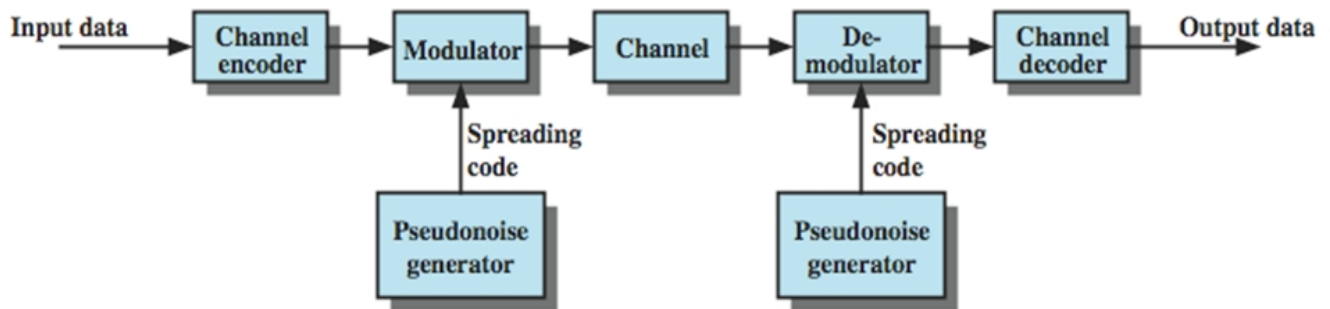 Input data
Channel
encoder
Modulator
Channel
De-
modulator
Channel
decoder
Output data
Spreading
code
Spreading
code
Pseudonoise
generator
Pseudonoise
generator